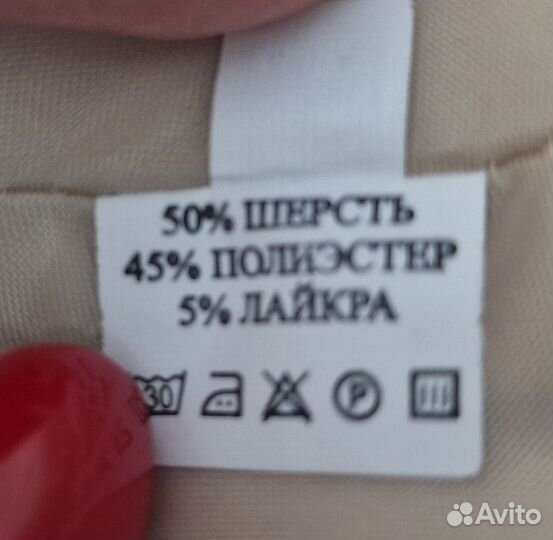 50% ШЕРСТЬ
45% ПОЛИЭСТЕР
5% ЛАЙКРА
30 P
Avito